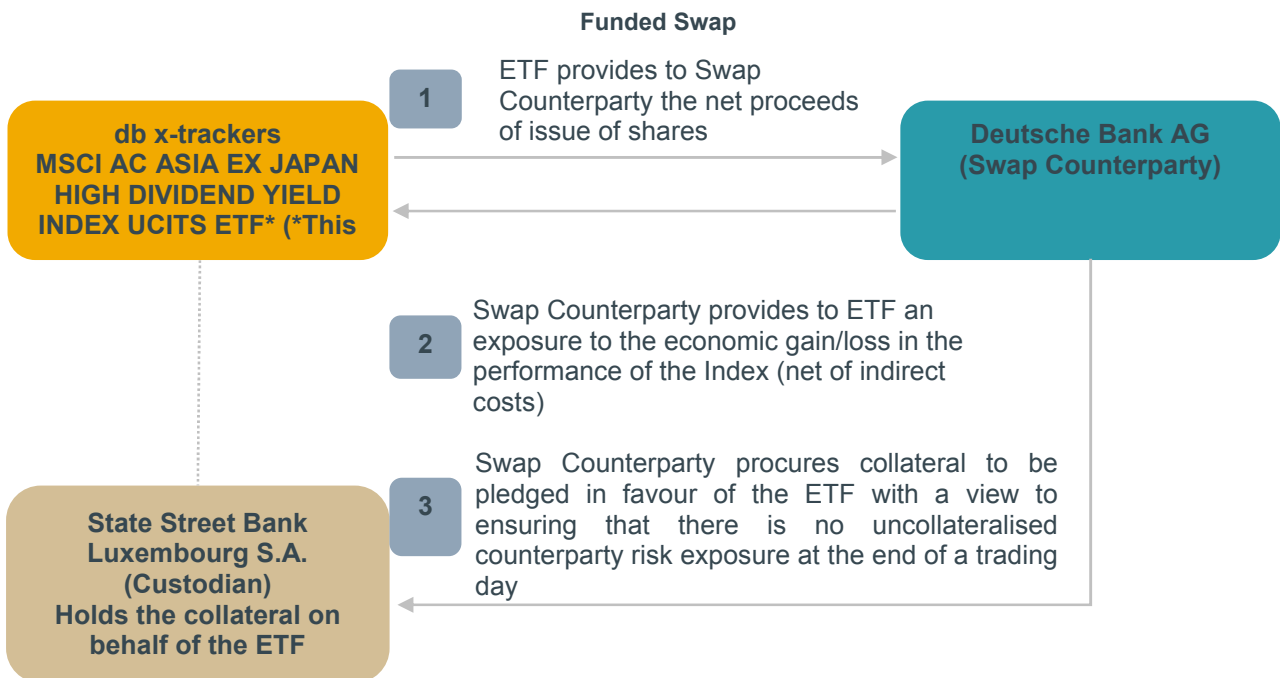 Funded Swap
1
ETF provides to Swap
Counterparty the net proceeds
of issue of shares
db x-trackers
MSCI AC ASIA EX JAPAN
HIGH DIVIDEND YIELD
INDEX UCITS ETF* (*This
Deutsche Bank AG
(Swap Counterparty)
2
Swap Counterparty provides to ETF an
exposure to the economic gain/loss in the
performance of the Index (net of indirect
costs)
3
Swap Counterparty procures collateral to be
pledged in favour of the ETF with a view to
ensuring that there is no uncollateralised
counterparty risk exposure at the end of a trading
day
State Street Bank
Luxembourg S.A.
(Custodian)
Holds the collateral on
behalf of the ETF